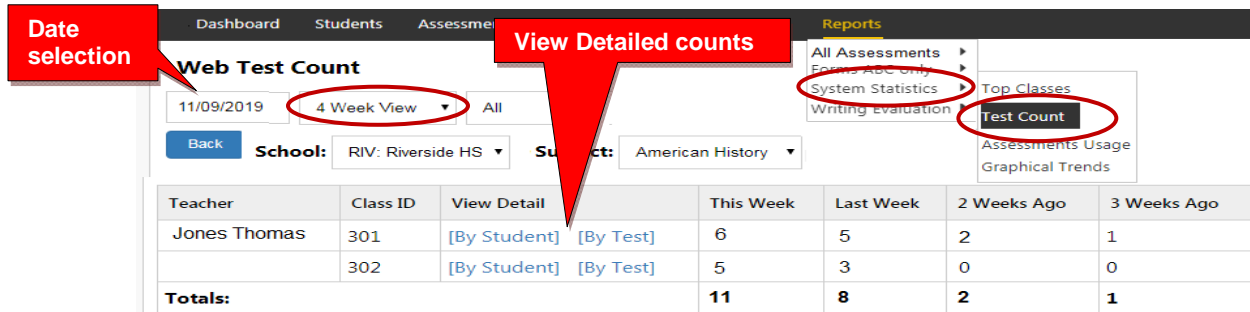 Dashboard Students Assessme Reports
Date
selection
View Detailed counts
All Assessments
Forms ABC only
System Statistics
Writing Evaluation
Top Classes
Test Count
Assessments Usage
Graphical Trends
Web Test Count
11/09/2019 4 Week View All
Back School: RIV: Riverside HS Su ct: American History
Teacher Class ID View Detail This Week Last Week 2 Weeks Ago 3 Weeks Ago
Jones Thomas 301 [By Student] [By Test] 6 5 2 1
302 [By Student] [By Test] 5 3 0 0
Totals: 11 8 2 1